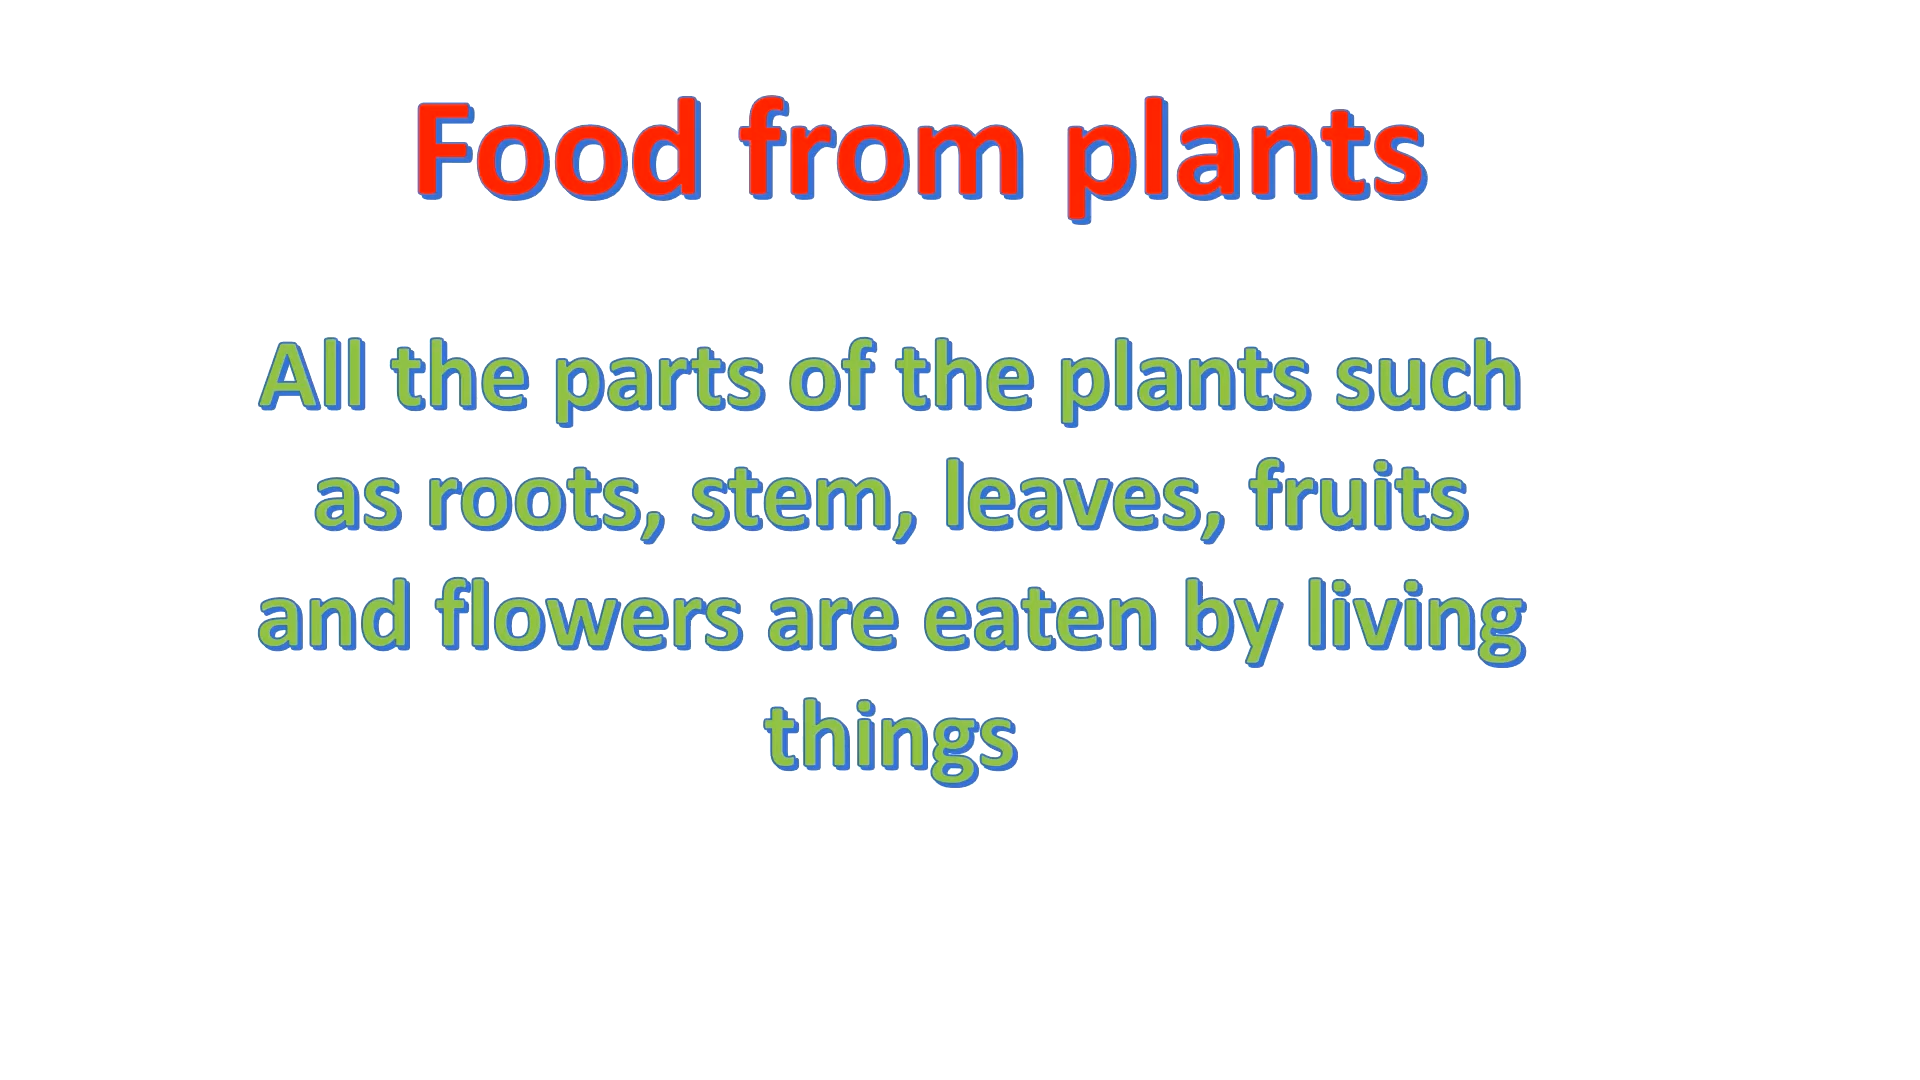 Food from plants
All the parts of the plants such
as roots, stem, leaves, fruits
and flowers are eaten by living
things